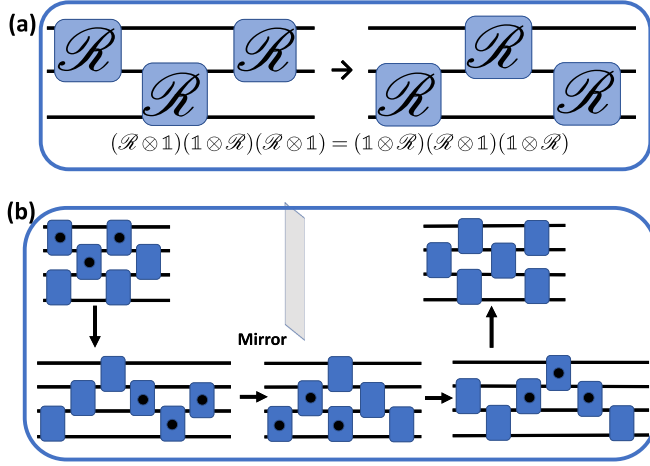 (a)
ℛ ℛ ℛ → ℛ ℛ ℛ
(ℛ ⊗ 𝟙)(𝟙 ⊗ ℛ)(ℛ ⊗ 𝟙) = (𝟙 ⊗ ℛ)(ℛ ⊗ 𝟙)(𝟙 ⊗ ℛ)
(b)
Mirror